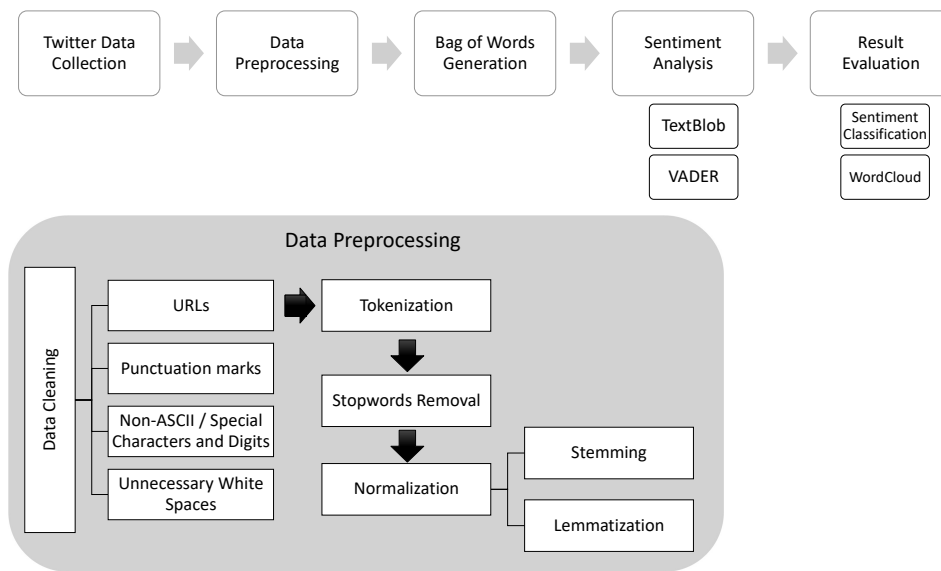 Twitter Data
Collection
Data
Preprocessing
Bag of Words
Generation
Sentiment
Analysis
Result
Evaluation
TextBlob
VADER
Sentiment
Classification
WordCloud
Data Preprocessing
Data Cleaning
URLs
Punctuation marks
Non-ASCII / Special
Characters and Digits
Unnecessary White
Spaces
Tokenization
Stopwords Removal
Normalization
Stemming
Lemmatization